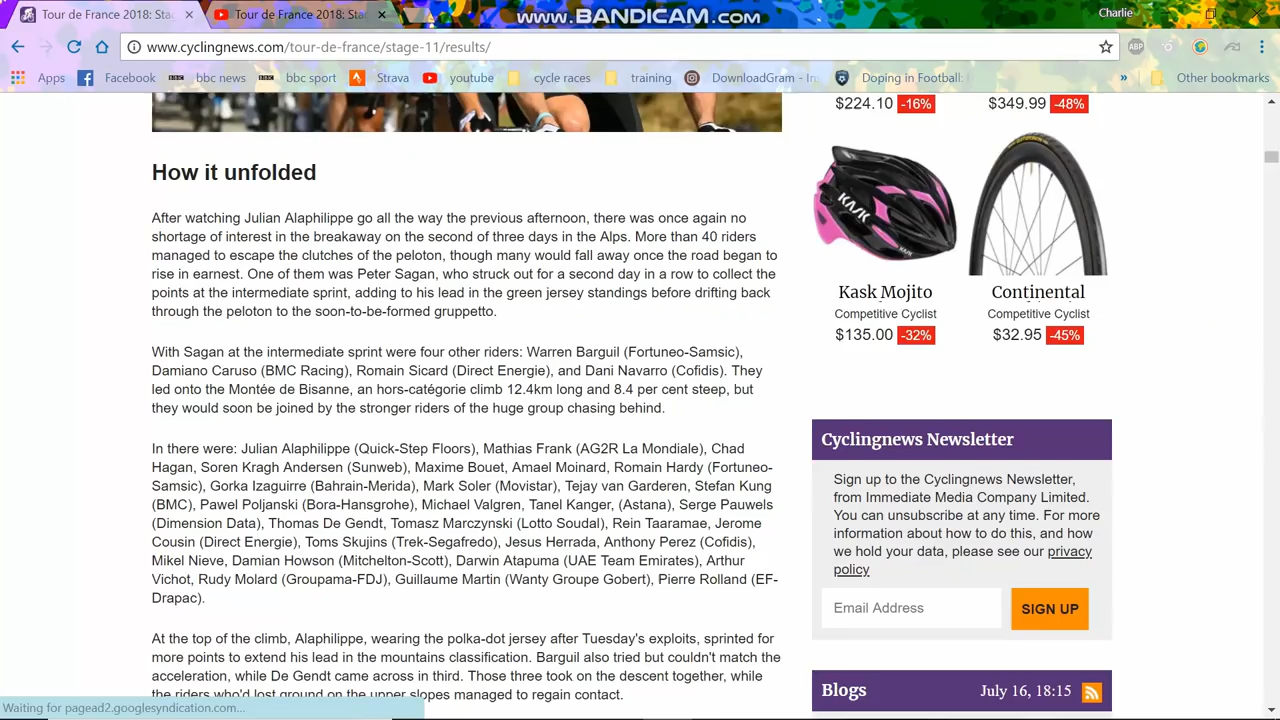 Tour de France 2018: Sta
Tour de France 2018: Stad
www.BANDICAM.com
Charlie
www.cyclingnews.com/tour-de-france/stage-11/results/
ABP
Apps
Facebook
bbc news
bbc sport
Strava
youtube
cycle races
training
DownloadGram - In
Doping in Football:
»
Other bookmarks
$224.10 -16%
$349.99 -48%
How it unfolded
After watching Julian Alaphilippe go all the way the previous afternoon, there was once again no
shortage of interest in the breakaway on the second of three days in the Alps. More than 40 riders
managed to escape the clutches of the peloton, though many would fall away once the road began to
rise in earnest. One of them was Peter Sagan, who struck out for a second day in a row to collect the
points at the intermediate sprint, adding to his lead in the green jersey standings before drifting back
through the peloton to the soon-to-be-formed gruppetto.
With Sagan at the intermediate sprint were four other riders: Warren Barguil (Fortuneo-Samsic),
Damiano Caruso (BMC Racing), Romain Sicard (Direct Energie), and Dani Navarro (Cofidis). They
led onto the Montée de Bisanne, an hors-catégorie climb 12.4km long and 8.4 per cent steep, but
they would soon be joined by the stronger riders of the huge group chasing behind.
In there were: Julian Alaphilippe (Quick-Step Floors), Mathias Frank (AG2R La Mondiale), Chad
Hagan, Soren Kragh Andersen (Sunweb), Maxime Bouet, Amael Moinard, Romain Hardy (Fortuneo-
Samsic), Gorka Izaguirre (Bahrain-Merida), Mark Soler (Movistar), Tejay van Garderen, Stefan Kung
(BMC), Pawel Poljanski (Bora-Hansgrohe), Michael Valgren, Tanel Kanger, (Astana), Serge Pauwels
(Dimension Data), Thomas De Gendt, Tomasz Marczynski (Lotto Soudal), Rein Taaramae, Jerome
Cousin (Direct Energie), Toms Skujins (Trek-Segafredo), Jesus Herrada, Anthony Perez (Cofidis),
Mikel Nieve, Damian Howson (Mitchelton-Scott), Darwin Atapuma (UAE Team Emirates), Arthur
Vichot, Rudy Molard (Groupama-FDJ), Guillaume Martin (Wanty Groupe Gobert), Pierre Rolland (EF-
Drapac).
At the top of the climb, Alaphilippe, wearing the polka-dot jersey after Tuesday's exploits, sprinted for
more points to extend his lead in the mountains classification. Barguil also tried but couldn't match the
acceleration, while De Gendt came across in third. Those three took on the descent together, while
the riders who'd lost ground on the upper slopes managed to regain contact.
KASK
Kask Mojito
Competitive Cyclist
$135.00 -32%
Continental
Competitive Cyclist
$32.95 -45%
Cyclingnews Newsletter
Sign up to the Cyclingnews Newsletter,
from Immediate Media Company Limited.
You can unsubscribe at any time. For more
information about how to do this, and how
we hold your data, please see our privacy
policy
Email Address
SIGN UP
Blogs
July 16, 18:15
Waiting for pagead2.googlesyndication.com...